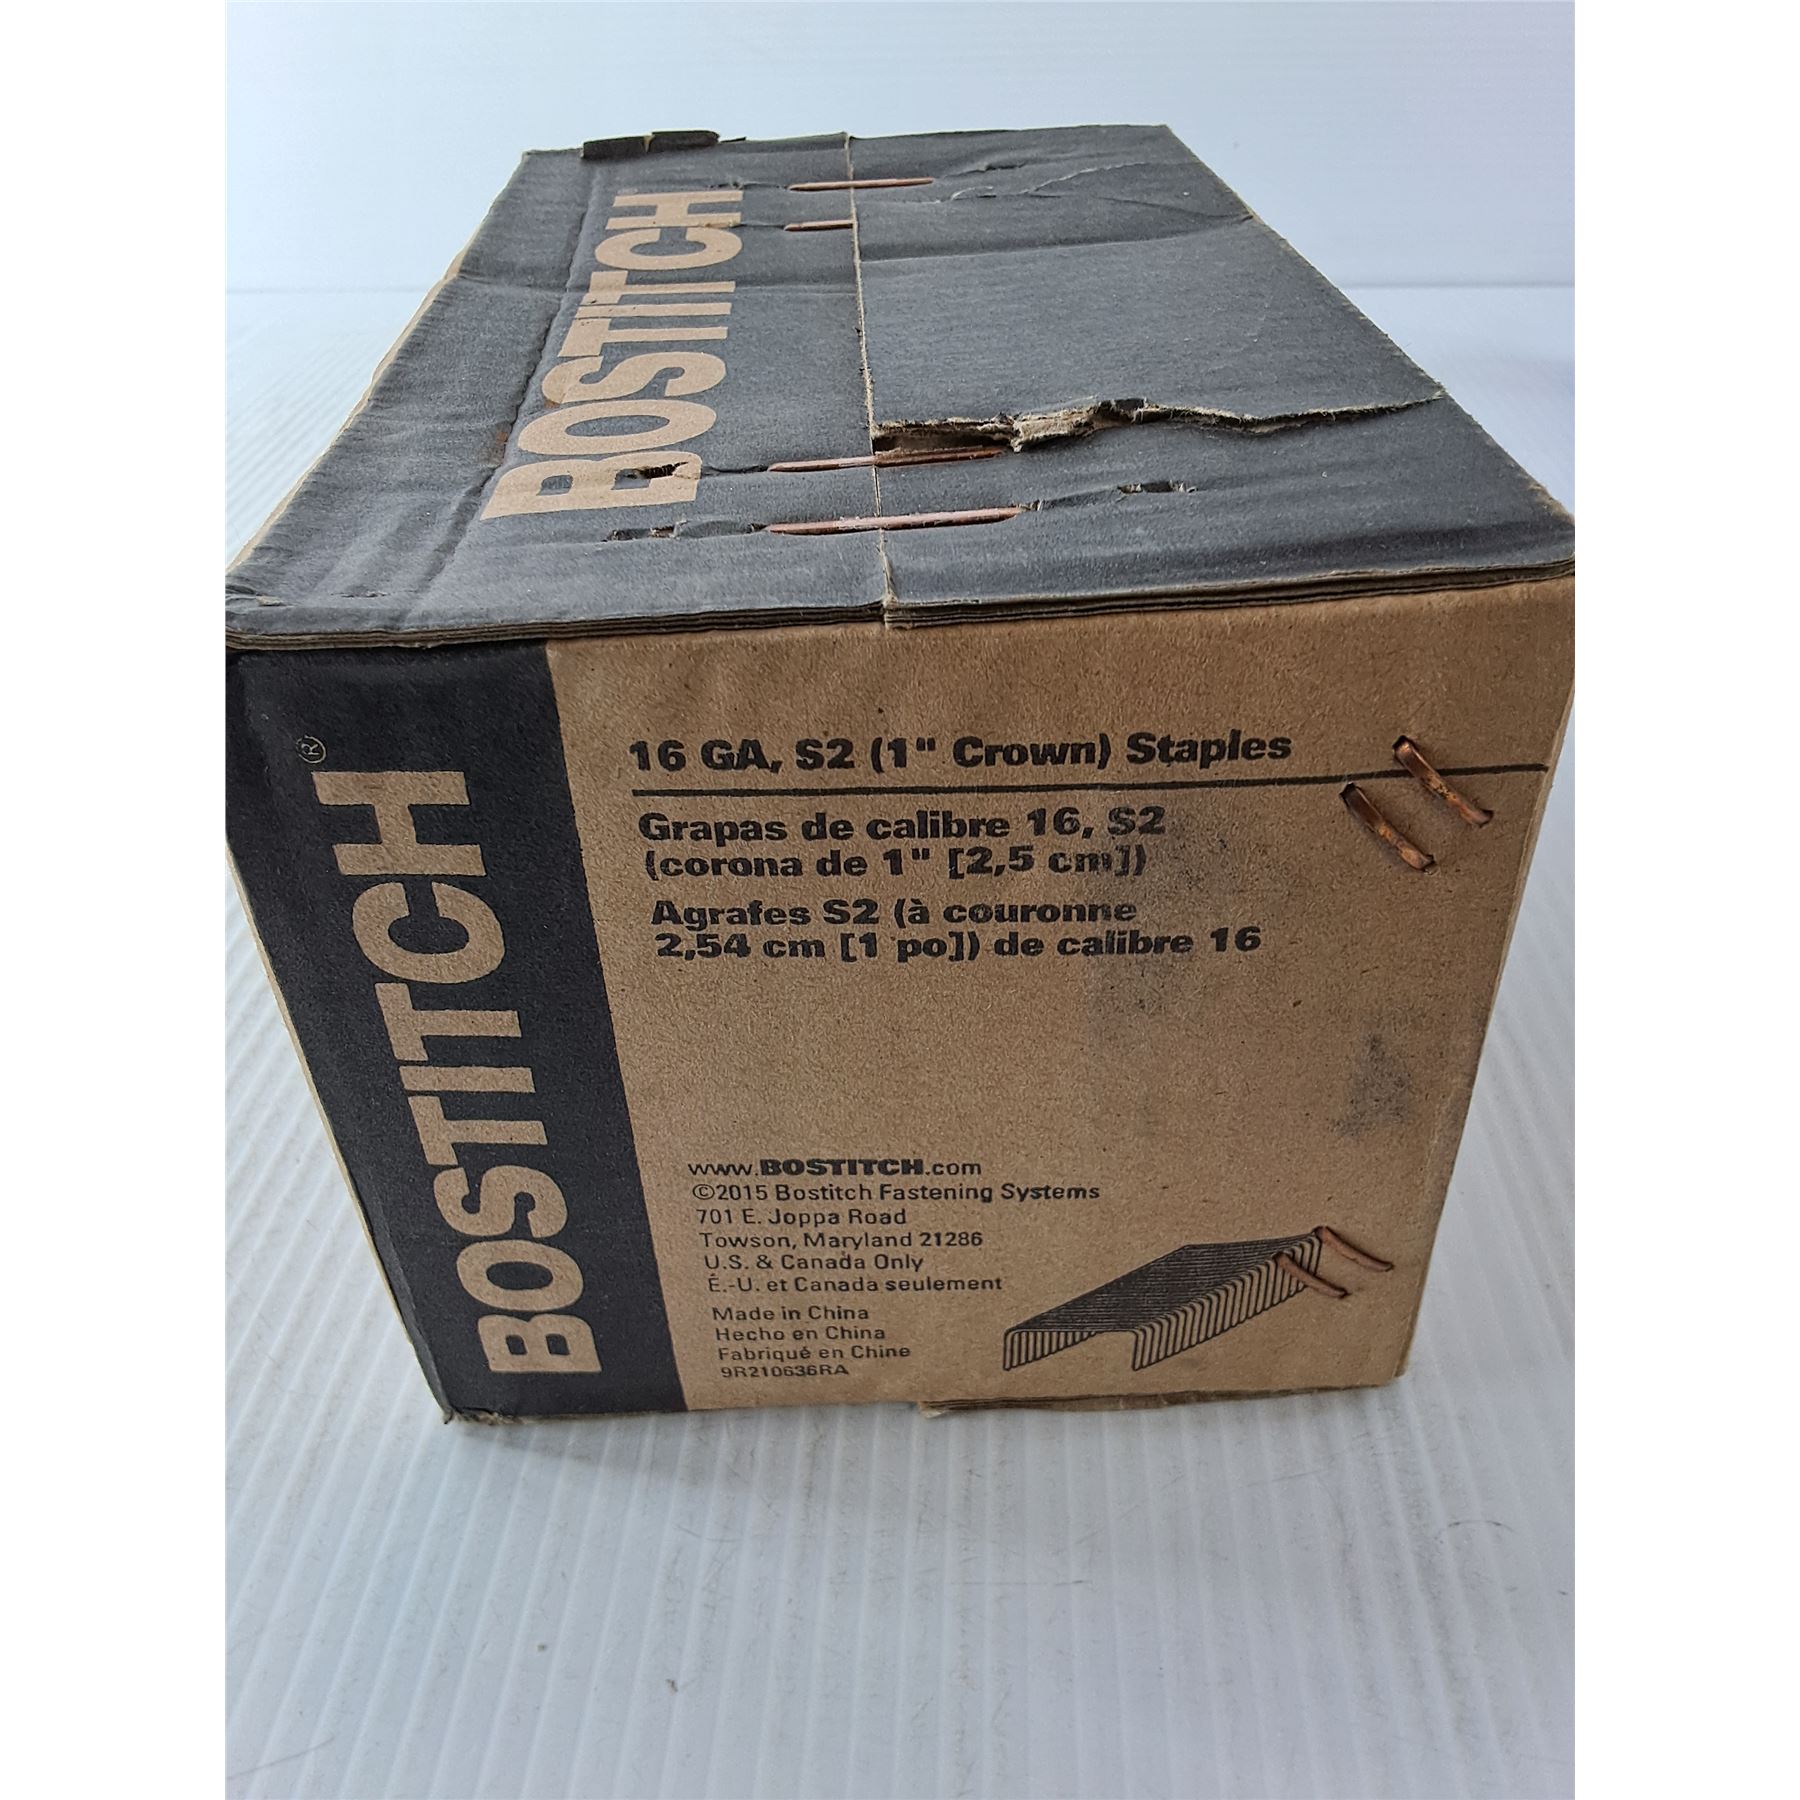 BOSTITCH®
BOSTITCH®
16 GA, S2 (1" Crown) Staples
Grapas de calibre 16, S2
(corona de 1" [2,5 cm])
Agrafes S2 (à couronne
2,54 cm [1 po]) de calibre 16
www.BOSTITCH.com
©2015 Bostitch Fastening Systems
701 E. Joppa Road
Towson, Maryland 21286
U.S. & Canada Only
É.-U. et Canada seulement
Made in China
Hecho en China
Fabriqué en Chine
9R210636RA